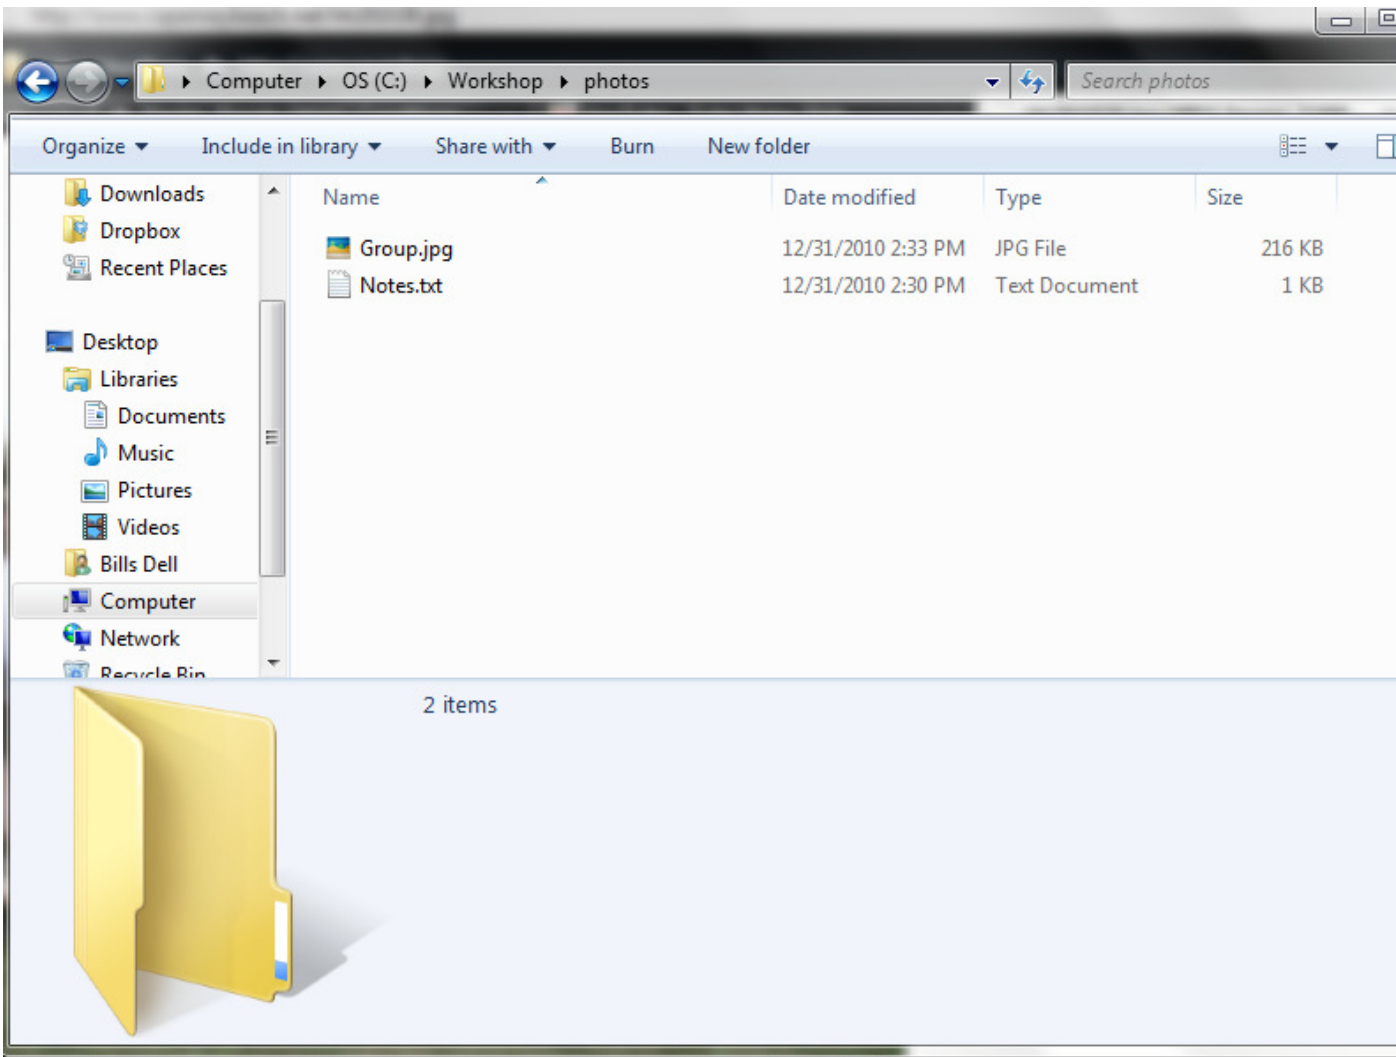 Computer ▸ OS (C:) ▸ Workshop ▸ photos
Search photos
Organize Include in library Share with Burn New folder
Downloads
Dropbox
Recent Places
Desktop
Libraries
Documents
Music
Pictures
Videos
Bills Dell
Computer
Network
Recycle Bin
Name Date modified Type Size
Group.jpg 12/31/2010 2:33 PM JPG File 216 KB
Notes.txt 12/31/2010 2:30 PM Text Document 1 KB
2 items